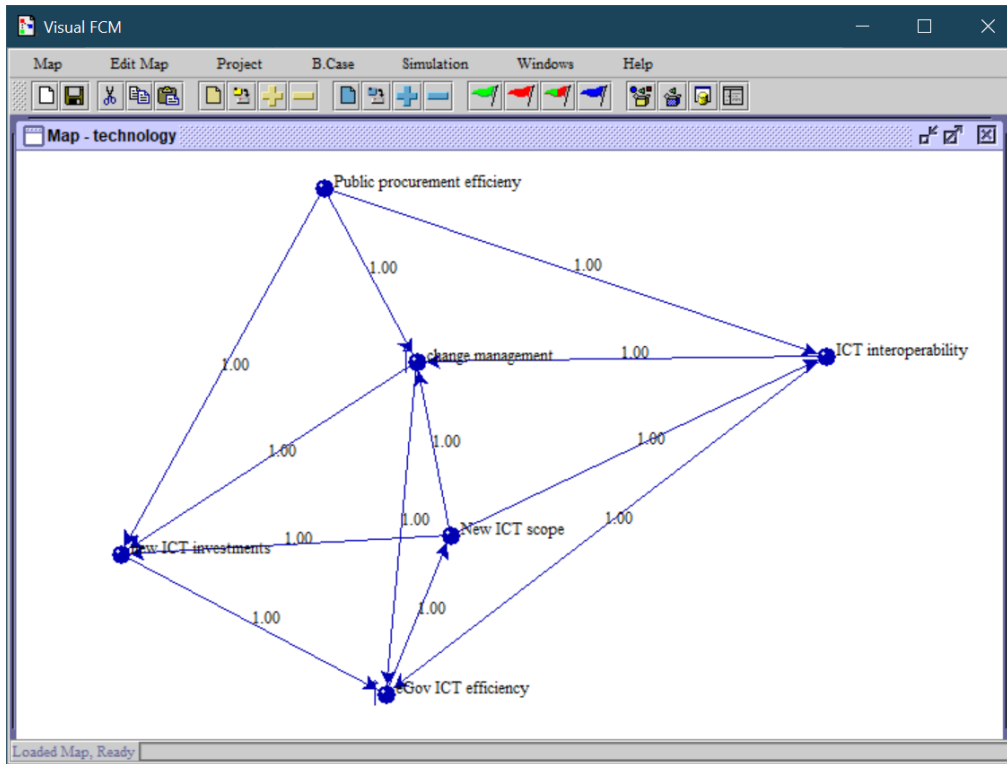 Visual FCM
Map Edit Map Project B.Case Simulation Windows Help
Map - technology
Public procurement efficieny
1.00
1.00
change management
1.00
ICT interoperability
1.00
1.00
1.00
1.00
1.00
New ICT scope
new ICT investments
1.00
1.00
1.00
1.00
eGov ICT efficiency
Loaded Map, Ready